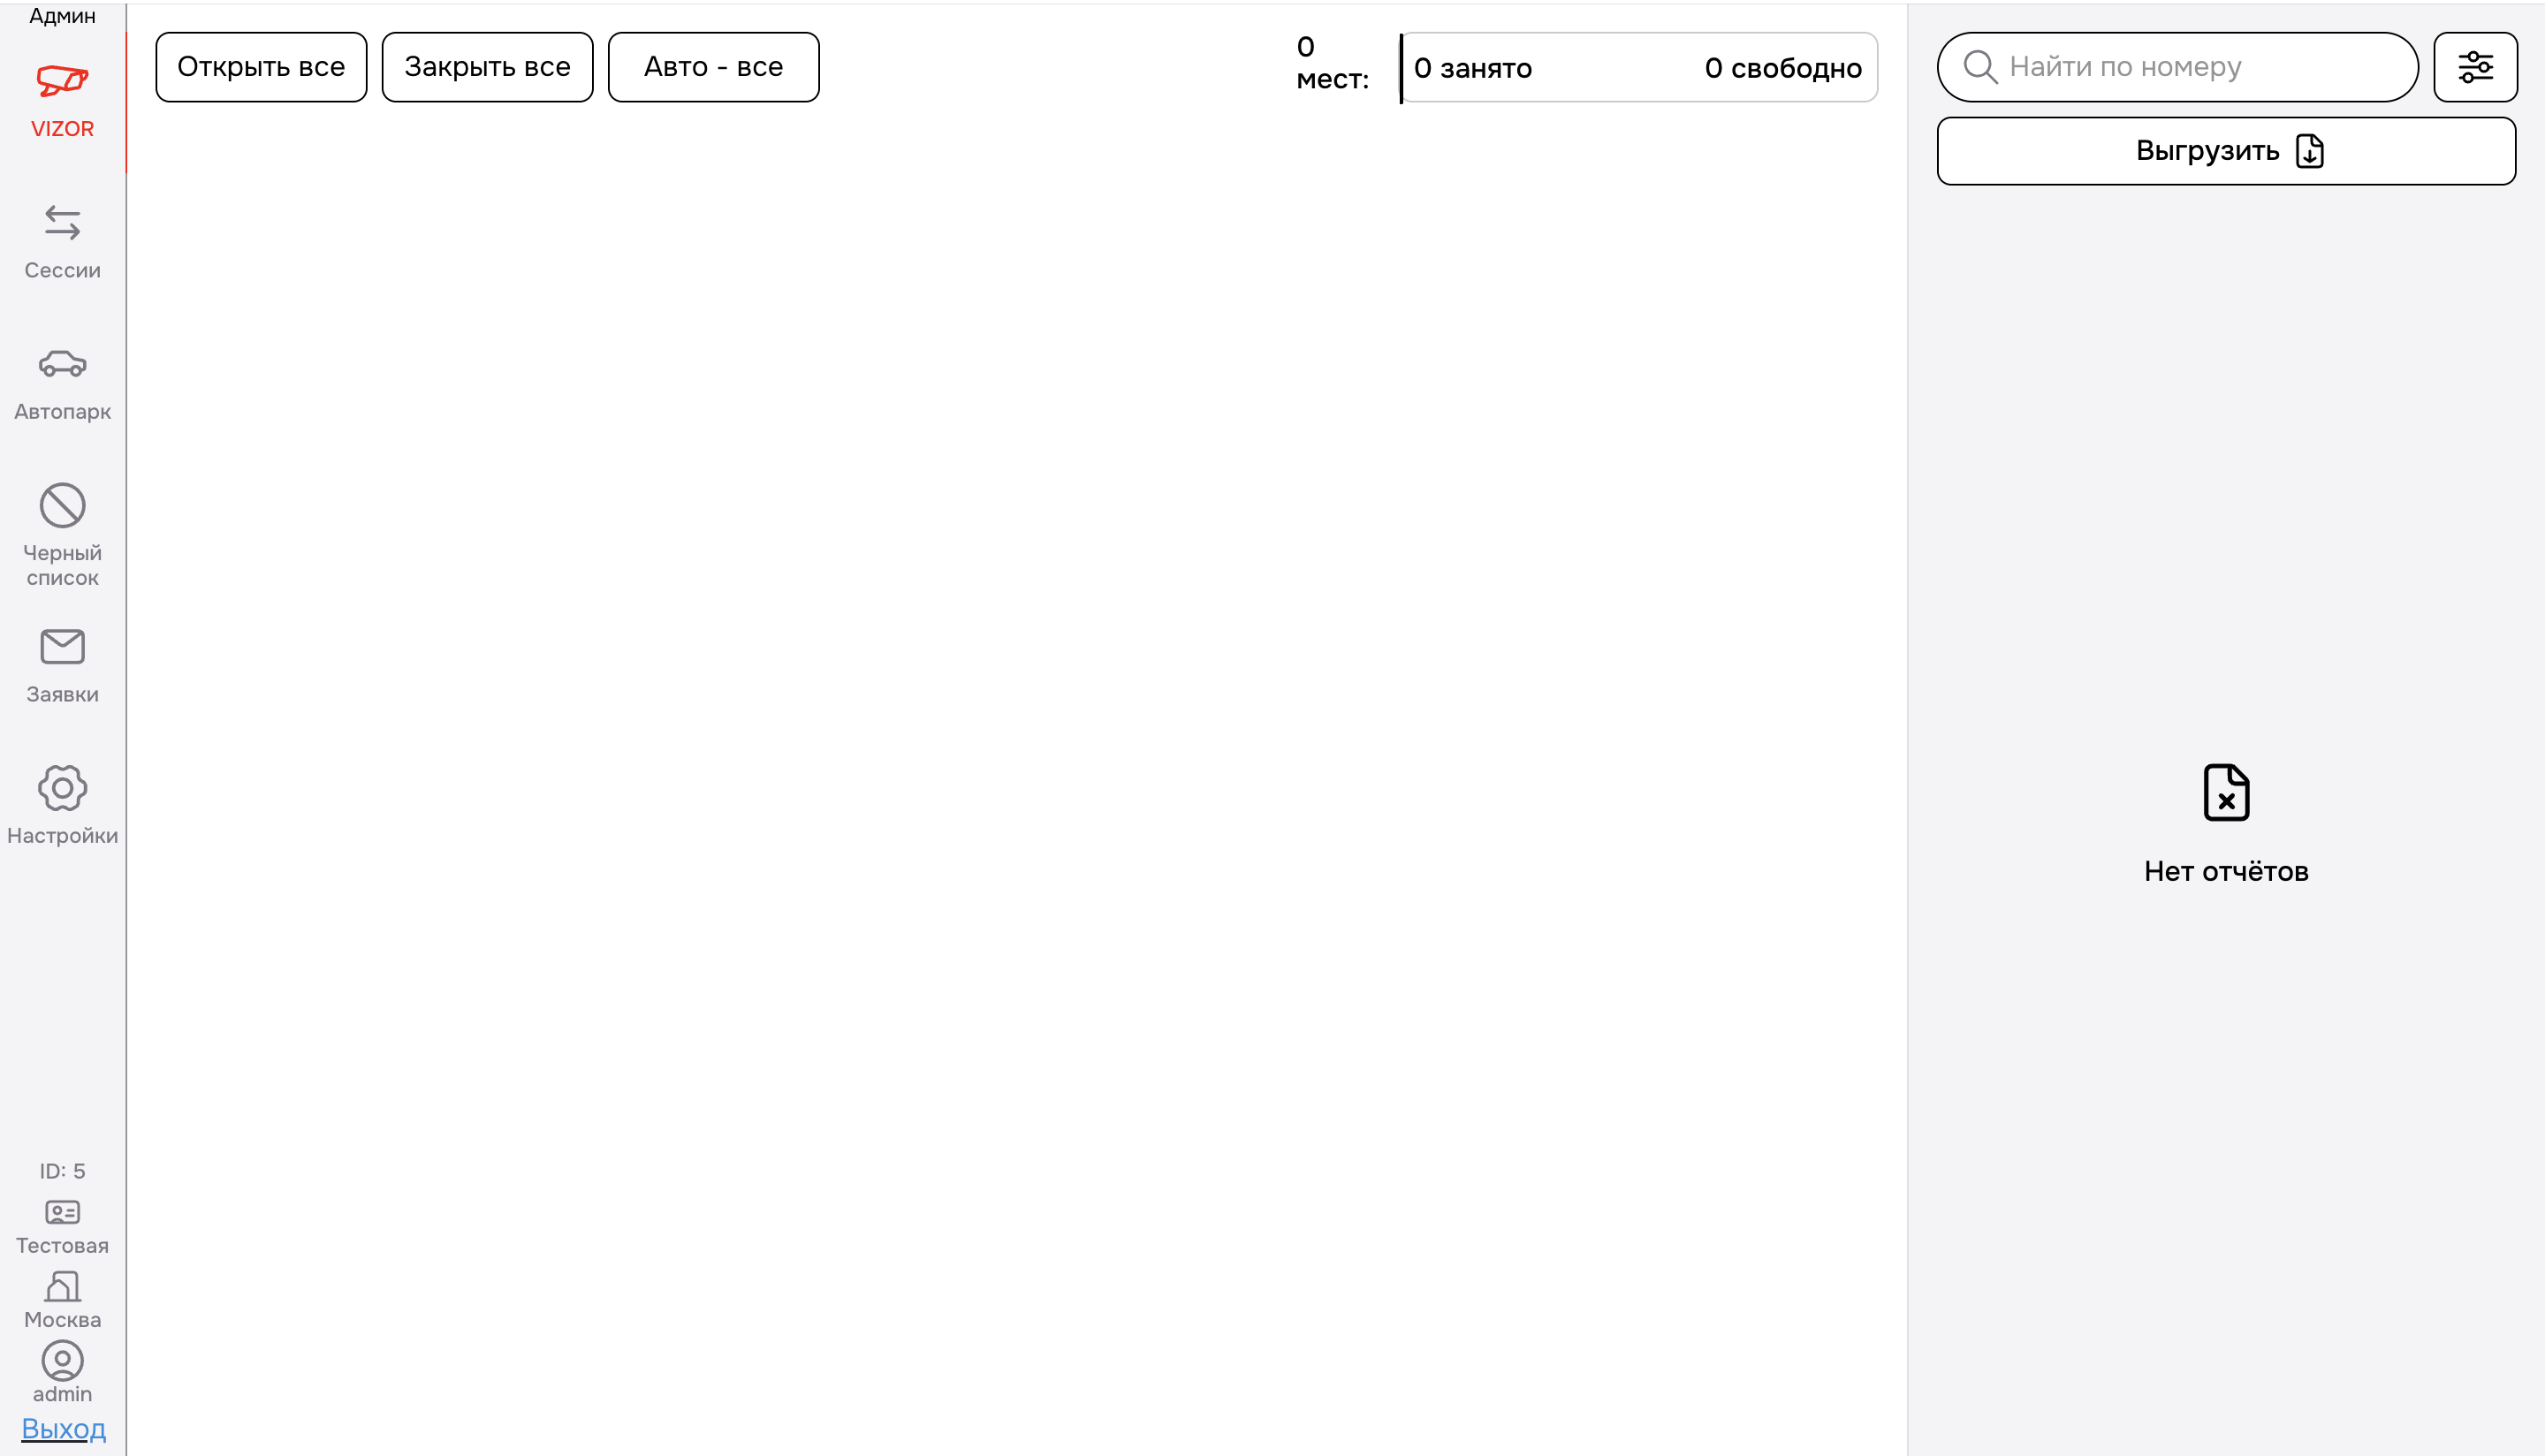 Админ
VIZOR
Сессии
Автопарк
Черный
список
Заявки
Настройки
ID: 5
Тестовая
Москва
admin
Выход
Открыть все
Закрыть все
Авто - все
0
мест:
0 занято
0 свободно
Найти по номеру
Выгрузить
Нет отчётов